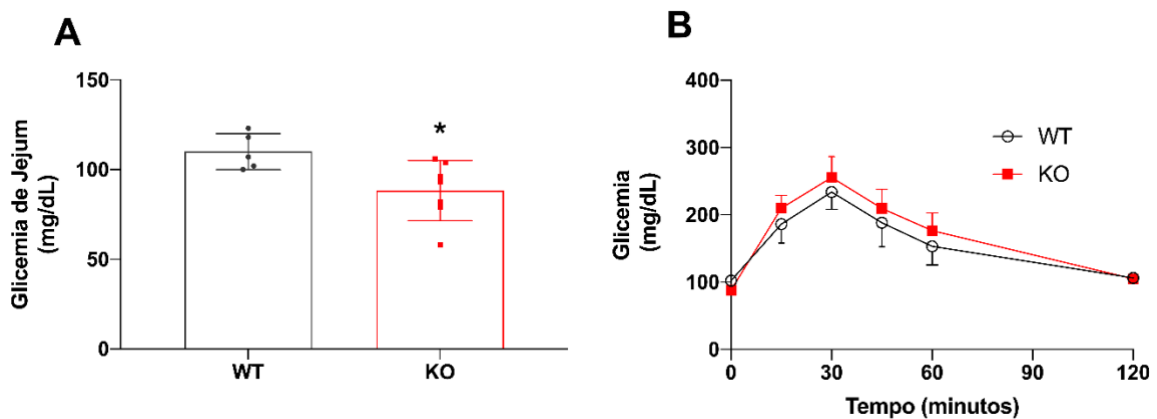 A
Glicemia de Jejum
(mg/dL)
150
100
50
0
*
WT
KO
B
Glicemia
(mg/dL)
400
300
200
100
0
WT
KO
0
30
60
90
120
Tempo (minutos)